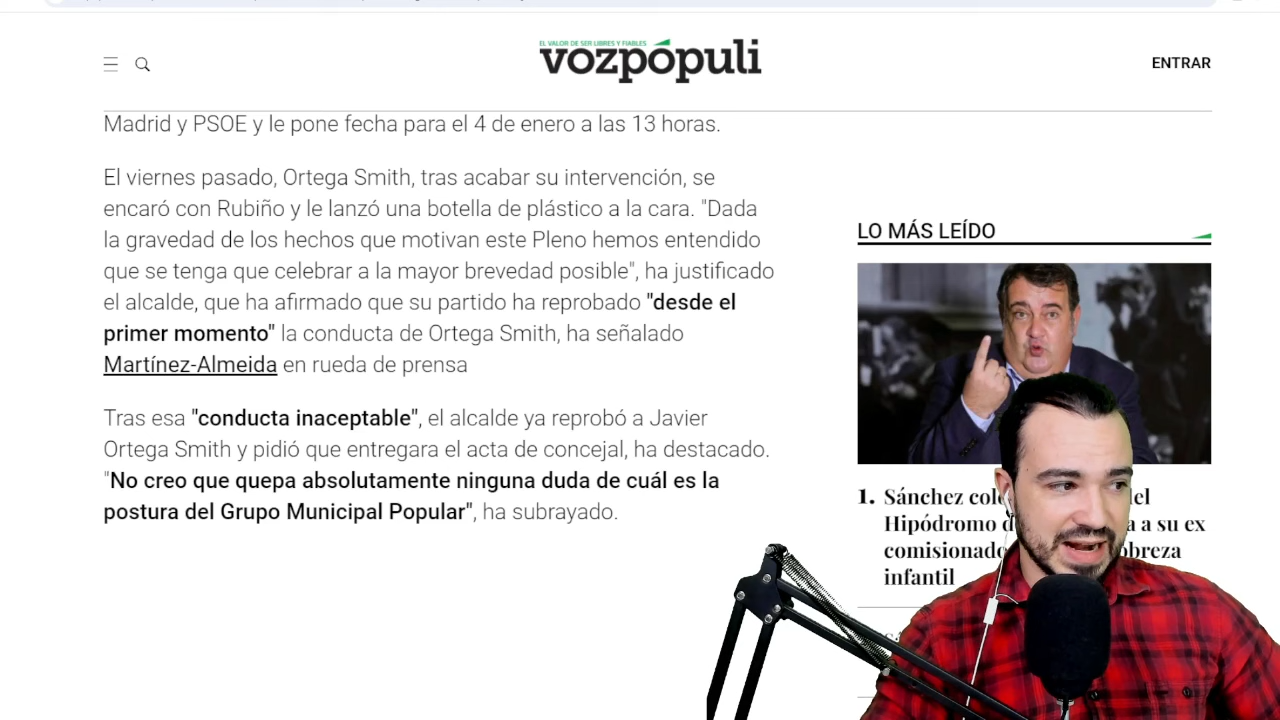 EL VALOR DE SER LIBRES Y FIABLES
vozpópuli
ENTRAR
Madrid y PSOE y le pone fecha para el 4 de enero a las 13 horas.
El viernes pasado, Ortega Smith, tras acabar su intervención, se
encaró con Rubiño y le lanzó una botella de plástico a la cara. "Dada
la gravedad de los hechos que motivan este Pleno hemos entendido
que se tenga que celebrar a la mayor brevedad posible", ha justificado
el alcalde, que ha afirmado que su partido ha reprobado "desde el
primer momento" la conducta de Ortega Smith, ha señalado
Martínez-Almeida en rueda de prensa
Tras esa "conducta inaceptable", el alcalde ya reprobó a Javier
Ortega Smith y pidió que entregara el acta de concejal, ha destacado.
"No creo que quepa absolutamente ninguna duda de cuál es la
postura del Grupo Municipal Popular", ha subrayado.
LO MÁS LEÍDO
1. Sánchez
Hipódromo a su ex
infantil